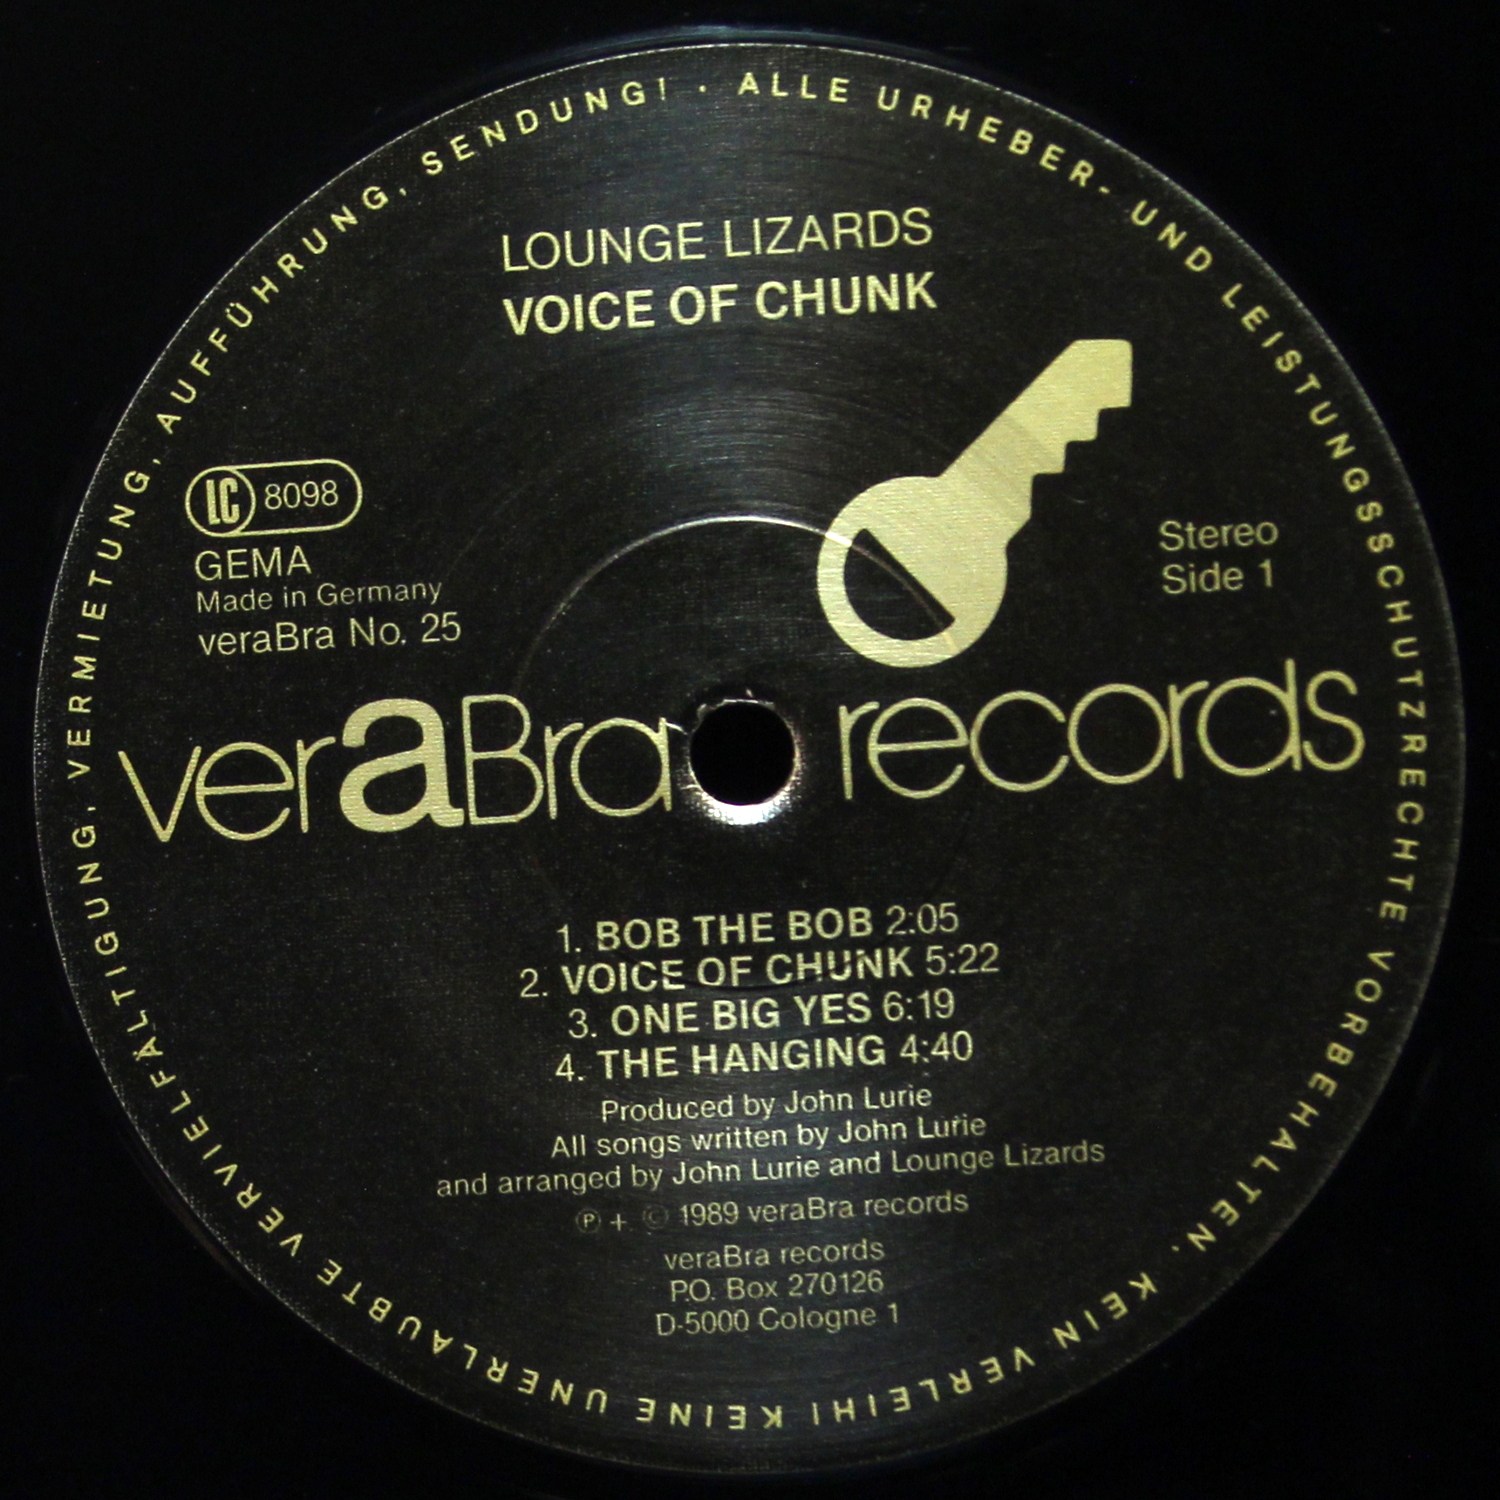 ALLE URHEBER- UND LEISTUNGSSCHUTZRECHTE VORBEHALTEN. KEIN VERLEIH! KEINE UNERLAUBTE VERVIELFÄLTIGUNG, VERMIETUNG, AUFFÜHRUNG, SENDUNG! ·
LOUNGE LIZARDS
VOICE OF CHUNK
LC 8098
GEMA
Made in Germany
veraBra No. 25
Stereo
Side 1
veraBra records
1. BOB THE BOB 2:05
2. VOICE OF CHUNK 5:22
3. ONE BIG YES 6:19
4. THE HANGING 4:40
Produced by John Lurie
All songs written by John Lurie
and arranged by John Lurie and Lounge Lizards
℗ + © 1989 veraBra records
veraBra records
P.O. Box 270126
D-5000 Cologne 1